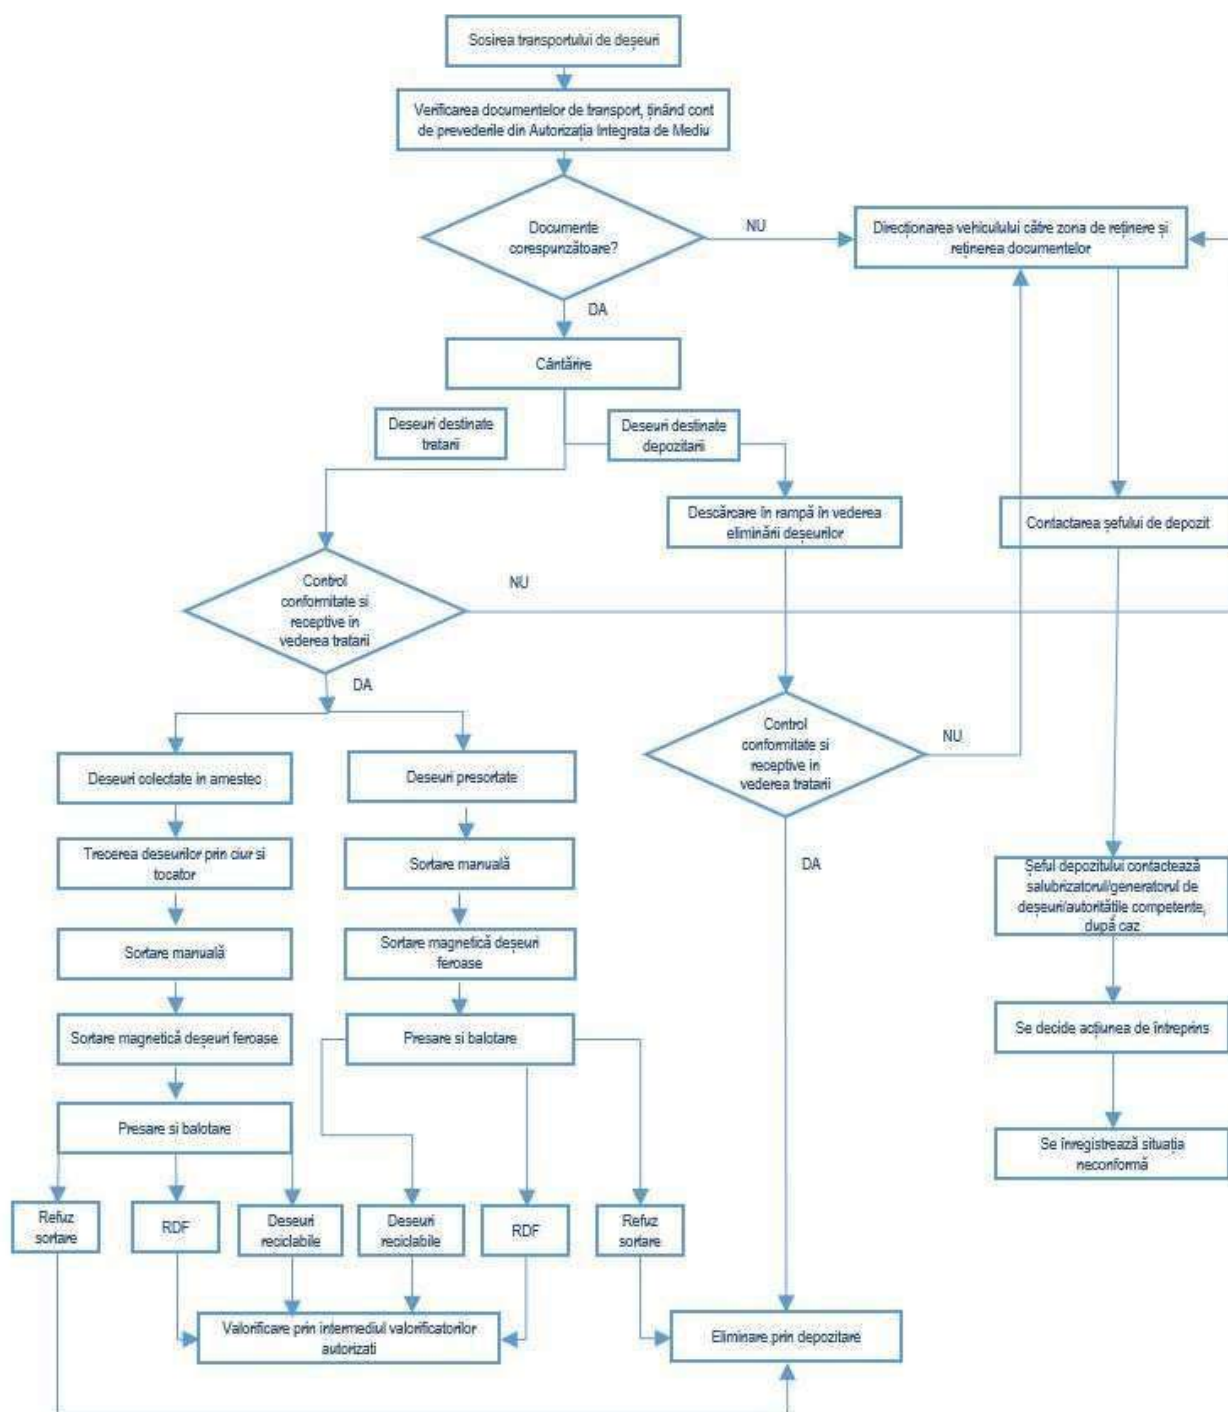 Sosirea transportului de deșeuri
Verificarea documentelor de transport, ținând cont
de prevederile din Autorizația Integrata de Mediu
Documente
corespunzătoare?
NU
Direcționarea vehiculului către zona de reținere și
reținerea documentelor
DA
Cântărire
Deseuri destinate
tratarii
Deseuri destinate
depozitarii
Descărcare în rampă în vederea
eliminării deșeurilor
Contactarea șefului de depozit
Control
conformitate si
receptive in
vederea tratarii
NU
DA
Control
conformitate si
receptive in
vederea tratarii
NU
DA
Deseuri colectate in amestec
Deseuri presortate
Trecerea deseurilor prin ciur si
tocator
Sortare manuală
Șeful depozitului contactează
salubrizatorul/generatorul de
deșeuri/autoritățile competente,
după caz
Sortare manuală
Sortare magnetică deșeuri
feroase
Sortare magnetică deșeuri feroase
Presare si balotare
Se decide acțiunea de întreprins
Presare si balotare
Se înregistrează situația
neconformă
Refuz
sortare
RDF
Deseuri
reciclabile
Deseuri
reciclabile
RDF
Refuz
sortare
Valorificare prin intermediul valorificatorilor
autorizati
Eliminare prin depozitare